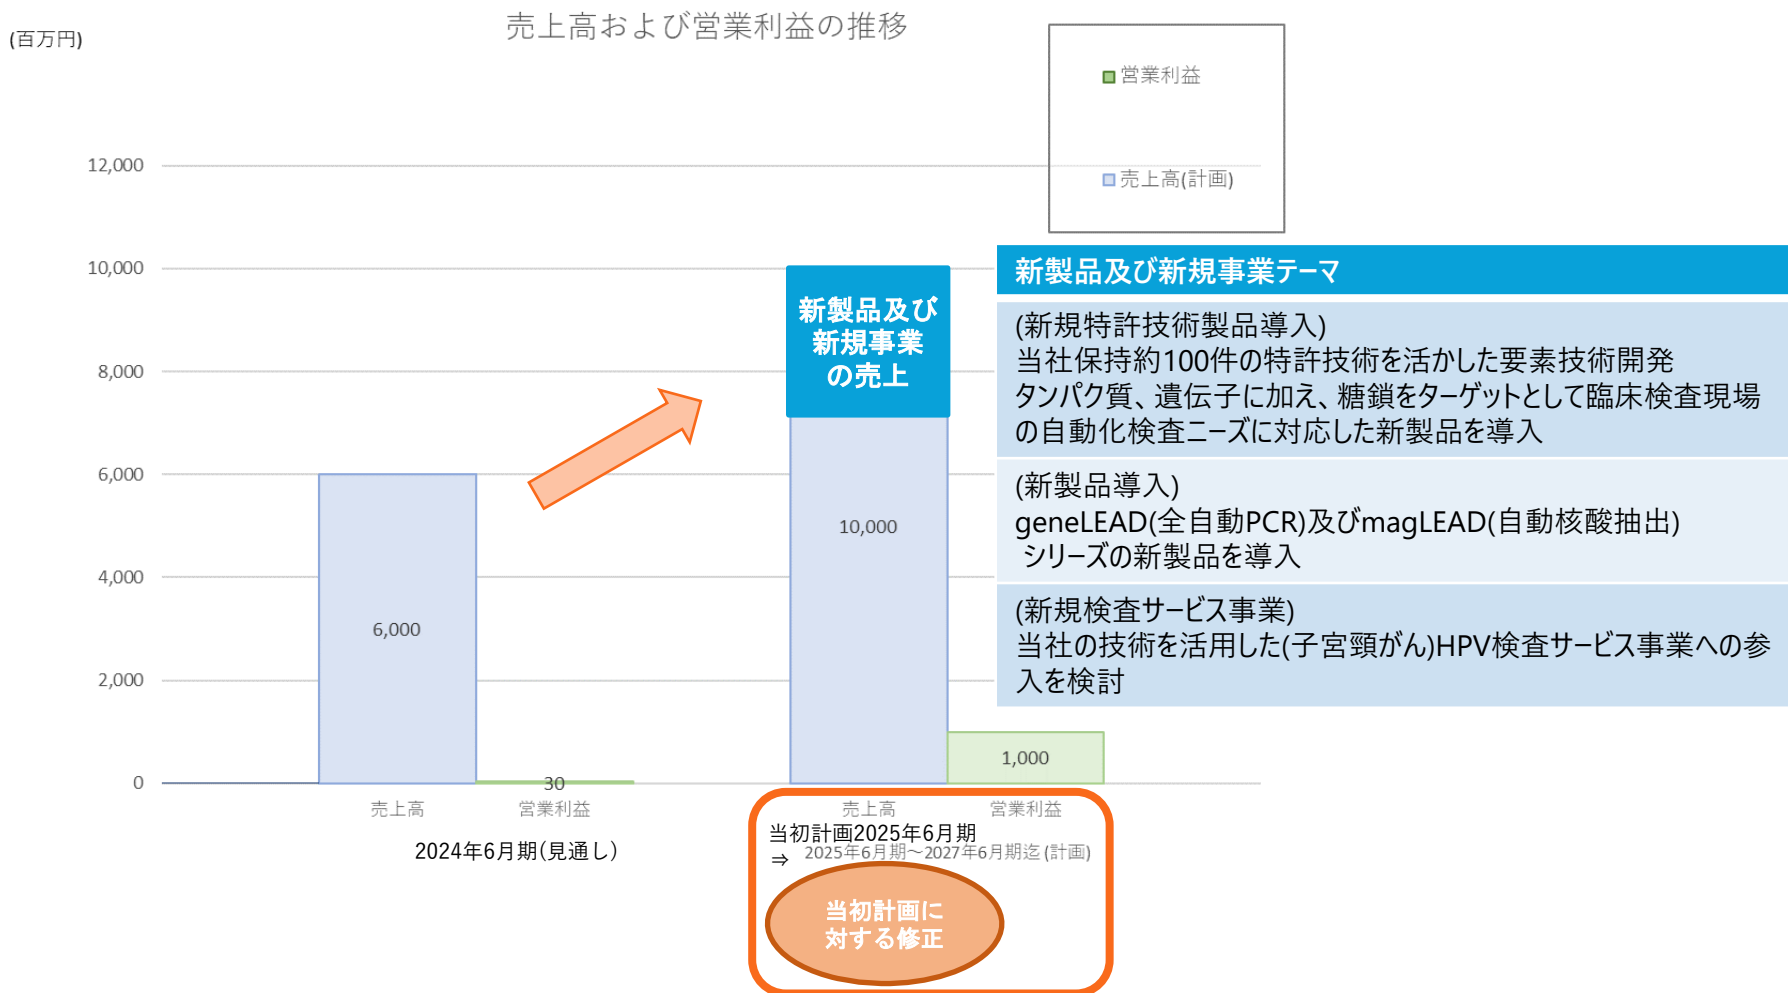 売上高および営業利益の推移
(百万円)
営業利益
売上高(計画)
12,000
10,000
8,000
6,000
4,000
2,000
0
新製品及び
新規事業
の売上
6,000
30
10,000
1,000
売上高
営業利益
売上高
営業利益
2024年6月期(見通し)
当初計画2025年6月期
⇒ 2025年6月期～2027年6月期迄 (計画)
当初計画に
対する修正
新製品及び新規事業テーマ
(新規特許技術製品導入)
当社保持約100件の特許技術を活かした要素技術開発
タンパク質、遺伝子に加え、糖鎖をターゲットとして臨床検査現場
の自動化検査ニーズに対応した新製品を導入
(新製品導入)
geneLEAD(全自動PCR)及びmagLEAD(自動核酸抽出)
シリーズの新製品を導入
(新規検査サービス事業)
当社の技術を活用した(子宮頸がん)HPV検査サービス事業への参
入を検討